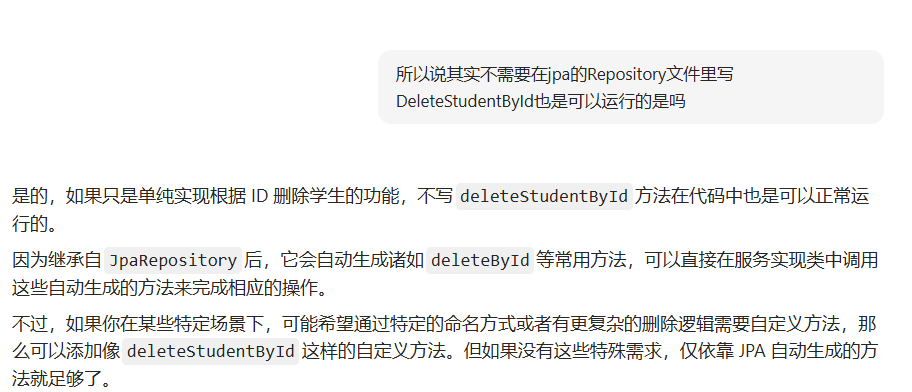 所以说其实不需要在jpa的Repository文件里写
DeleteStudentById也是可以运行的是吗
是的，如果只是单纯实现根据 ID 删除学生的功能，不写 deleteStudentById 方法在代码中也是可以正常运
行的。
因为继承自 JpaRepository 后，它会自动生成诸如 deleteById 等常用方法，可以直接在服务实现类中调用
这些自动生成的方法来完成相应的操作。
不过，如果你在某些特定场景下，可能希望通过特定的命名方式或者有更复杂的删除逻辑需要自定义方法，那
么可以添加像 deleteStudentById 这样的自定义方法。但如果没有这些特殊需求，仅依靠 JPA 自动生成的方
法就足够了。